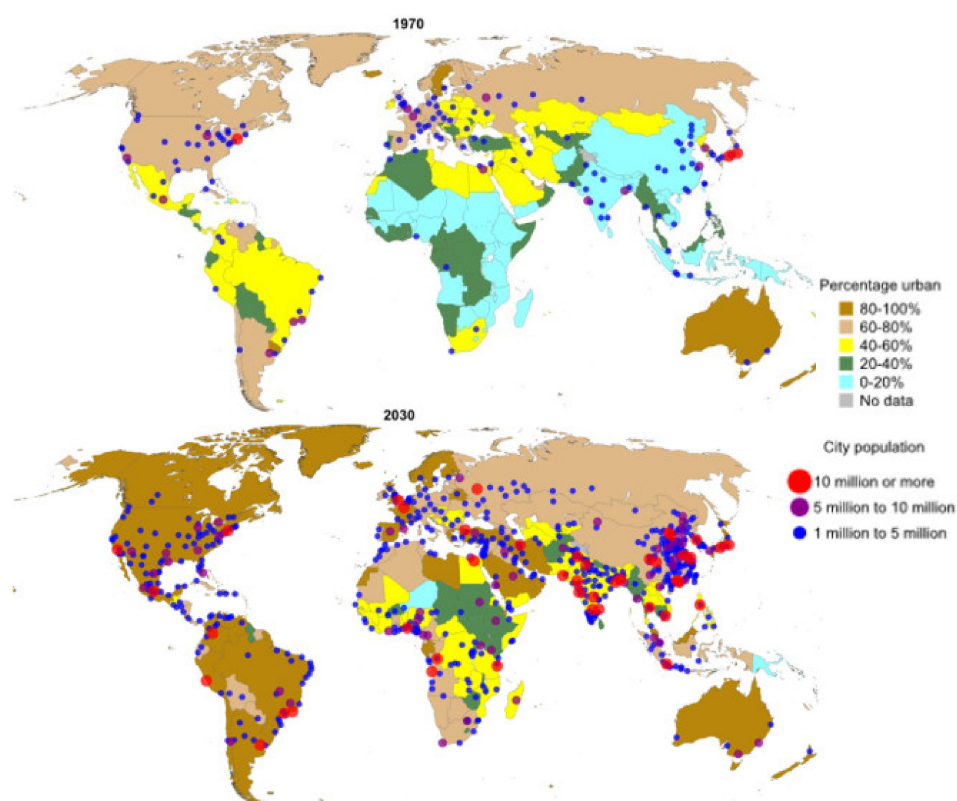 1970
Percentage urban
80-100%
60-80%
40-60%
20-40%
0-20%
No data
2030
City population
10 million or more
5 million to 10 million
1 million to 5 million